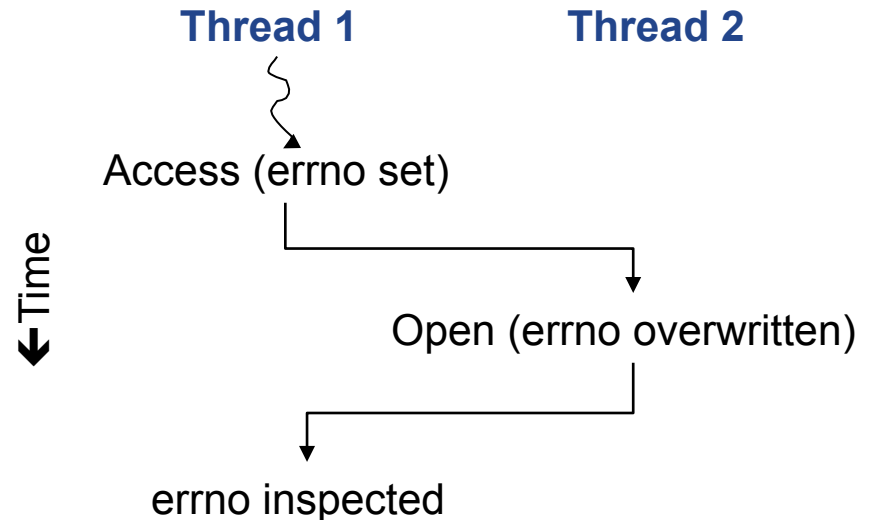 Thread 1 Thread 2
Access (errno set)
Time
Open (errno overwritten)
errno inspected